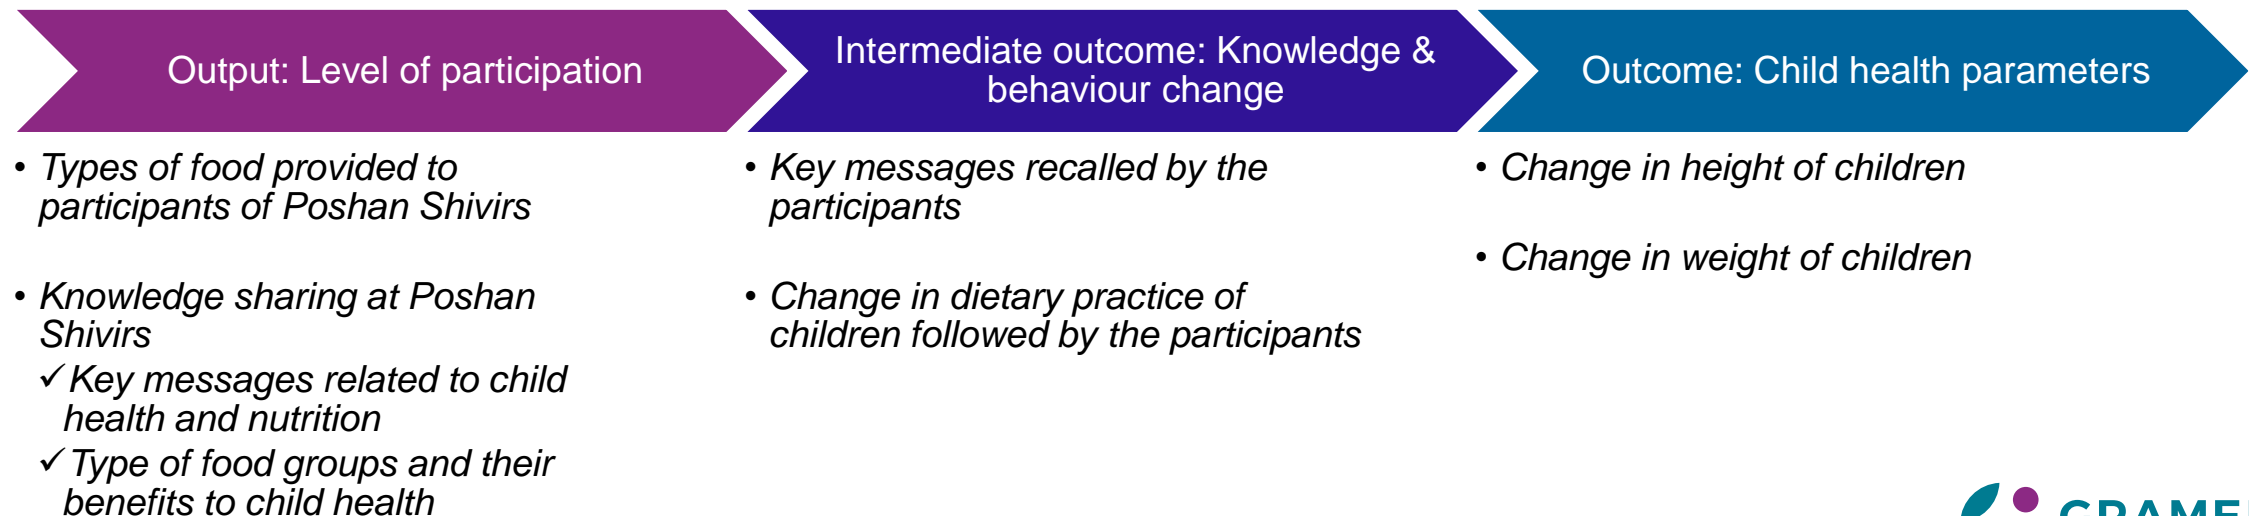 Output: Level of participation
Intermediate outcome: Knowledge &
behaviour change
Outcome: Child health parameters
• Types of food provided to
participants of Poshan Shivirs
• Knowledge sharing at Poshan
Shivirs
✓Key messages related to child
health and nutrition
✓Type of food groups and their
benefits to child health
• Key messages recalled by the
participants
• Change in dietary practice of
children followed by the participants
• Change in height of children
• Change in weight of children